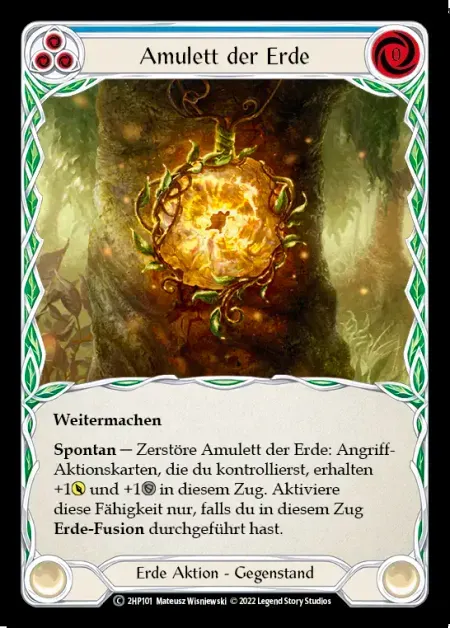 Amulett der Erde
0
Weitermachen
Spontan — Zerstöre Amulett der Erde: Angriff-
Aktionskarten, die du kontrollierst, erhalten
+1 und +1 in diesem Zug. Aktiviere
diese Fähigkeit nur, falls du in diesem Zug
Erde-Fusion durchgeführt hast.
Erde Aktion - Gegenstand
C 2HP101 Mateusz Wisniewski © 2022 Legend Story Studios